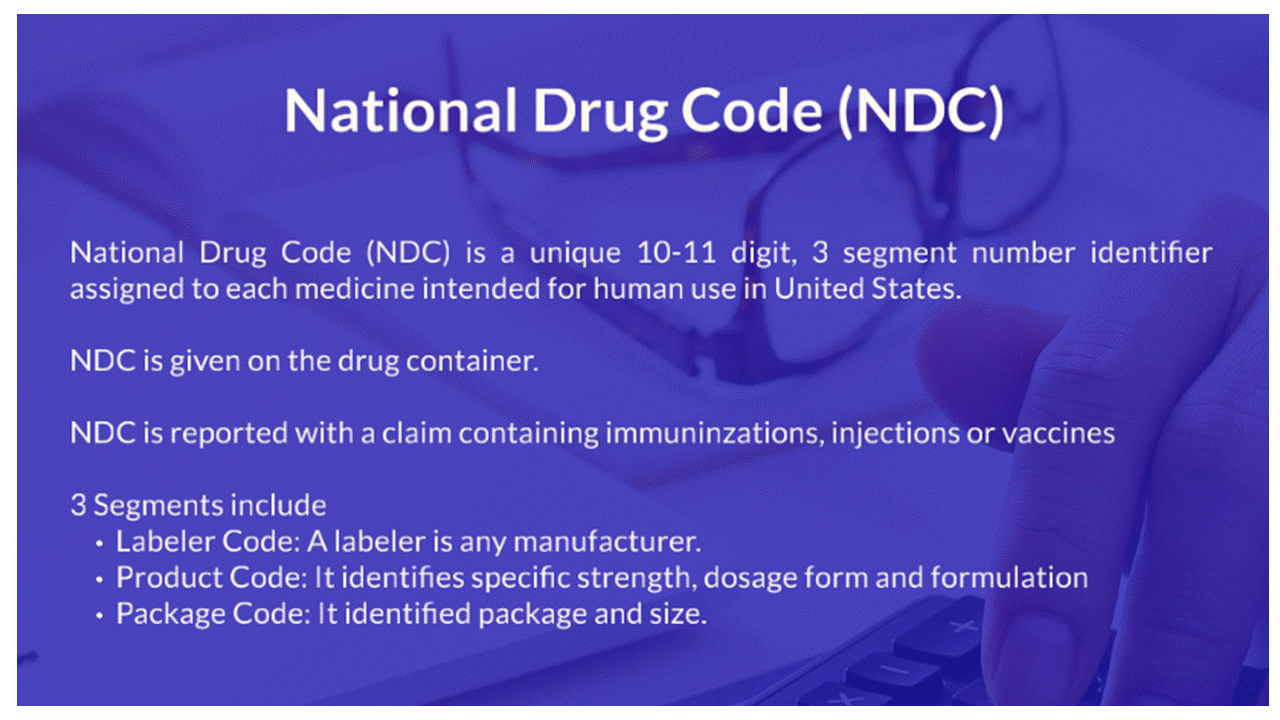 National Drug Code (NDC)
National Drug Code (NDC) is a unique 10-11 digit, 3 segment number identifier
assigned to each medicine intended for human use in United States.
NDC is given on the drug container.
NDC is reported with a claim containing immuninzations, injections or vaccines
3 Segments include
• Labeler Code: A labeler is any manufacturer.
• Product Code: It identifies specific strength, dosage form and formulation
• Package Code: It identified package and size.